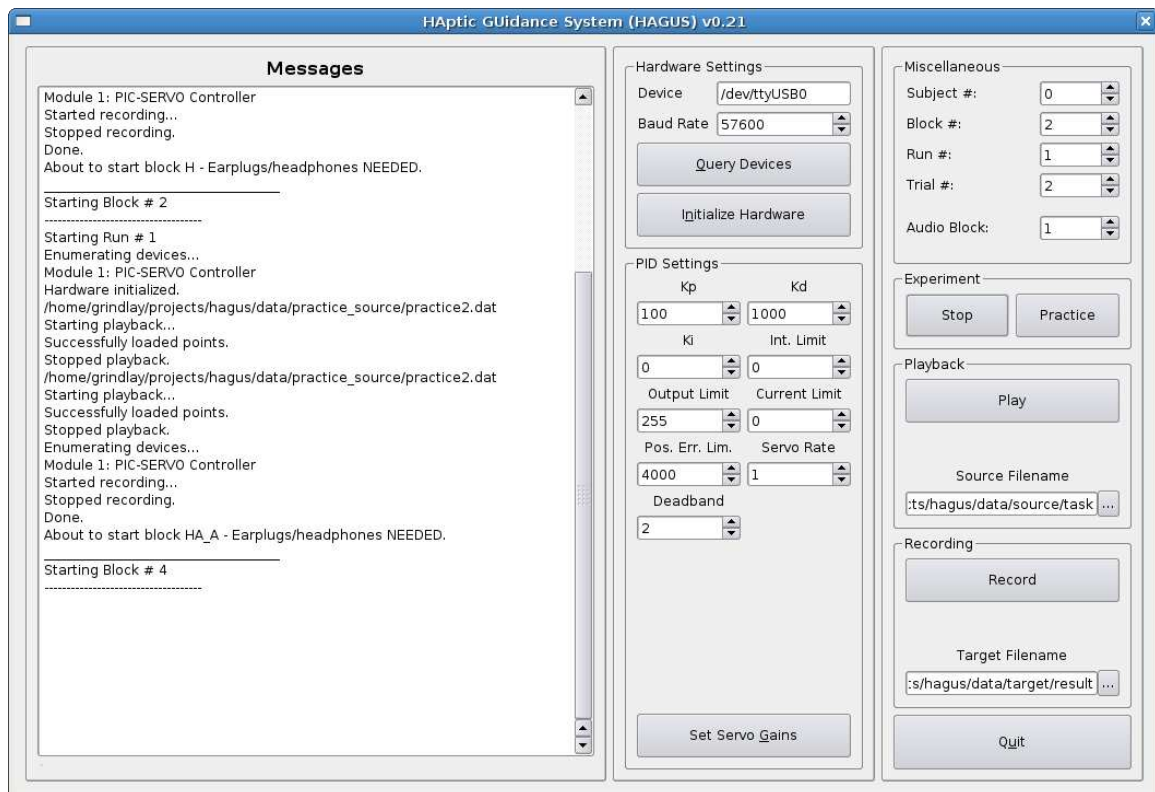 HAptic GUidance System (HAGUS) v0.21
Messages
Module 1: PIC-SERVO Controller
Started recording...
Stopped recording.
Done.
About to start block H - Earplugs/headphones NEEDED.
Starting Block # 2
------------------------------------
Starting Run # 1
Enumerating devices...
Module 1: PIC-SERVO Controller
Hardware initialized.
/home/grindlay/projects/hagus/data/practice_source/practice2.dat
Starting playback...
Successfully loaded points.
Stopped playback.
/home/grindlay/projects/hagus/data/practice_source/practice2.dat
Starting playback...
Successfully loaded points.
Stopped playback.
Enumerating devices...
Module 1: PIC-SERVO Controller
Started recording...
Stopped recording.
Done.
About to start block HA_A - Earplugs/headphones NEEDED.
Starting Block # 4
------------------------------------
Hardware Settings
Device /dev/ttyUSB0
Baud Rate 57600
Query Devices
Initialize Hardware
PID Settings
Kp Kd
100 1000
Ki Int. Limit
0 0
Output Limit Current Limit
255 0
Pos. Err. Lim. Servo Rate
4000 1
Deadband
2
Set Servo Gains
Miscellaneous
Subject #: 0
Block #: 2
Run #: 1
Trial #: 2
Audio Block: 1
Experiment
Stop Practice
Playback
Play
Source Filename
:ts/hagus/data/source/task ...
Recording
Record
Target Filename
:s/hagus/data/target/result ...
Quit